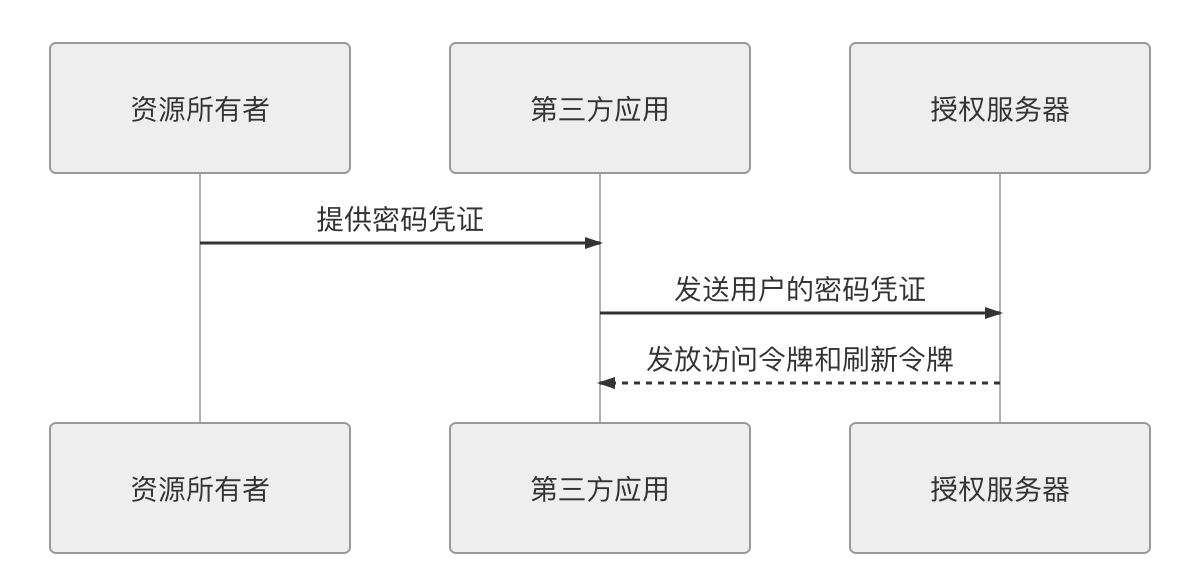 资源所有者
第三方应用
授权服务器
提供密码凭证
发送用户的密码凭证
发放访问令牌和刷新令牌
资源所有者
第三方应用
授权服务器